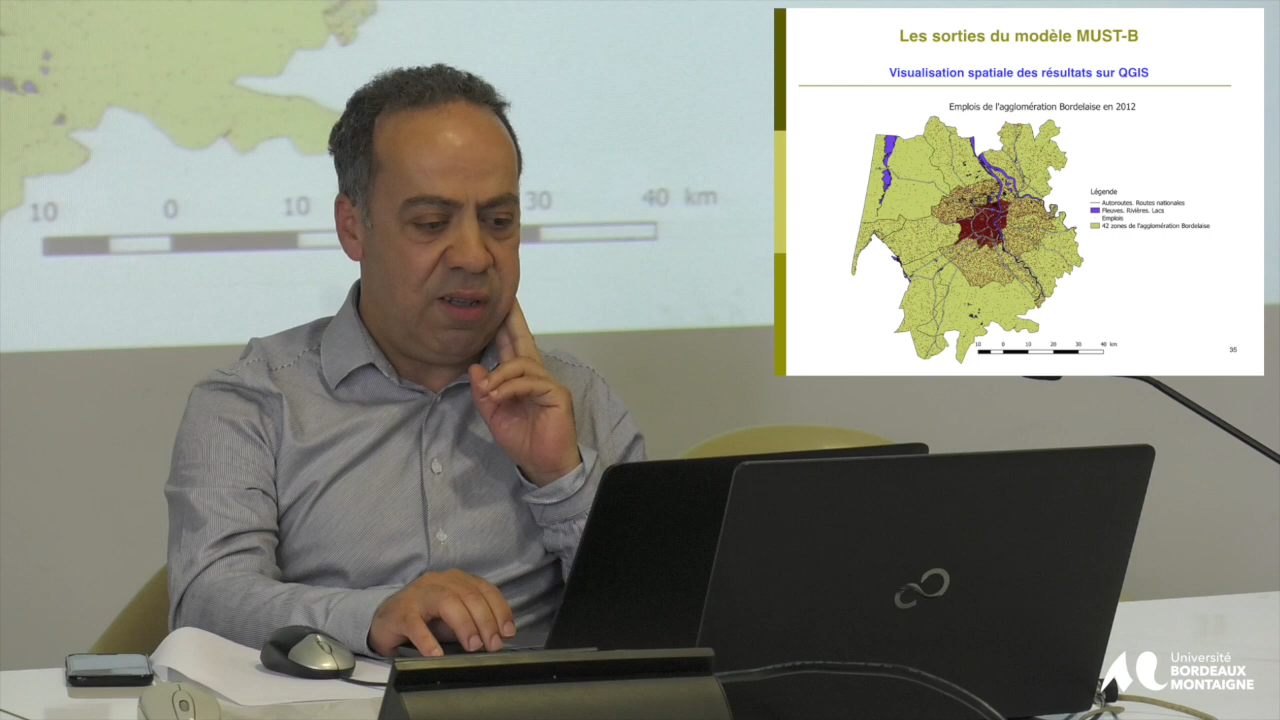 Les sorties du modèle MUST-B
Visualisation spatiale des résultats sur QGIS
Emplois de l'agglomération Bordelaise en 2012
Légende
Autoroutes. Routes nationales
Fleuves. Rivières. Lacs
Emplois
42 zones de l'agglomération Bordelaise
10 0 10 20 30 40 km
95
10 0 10 30 40 km
Université
BORDEAUX
MONTAIGNE